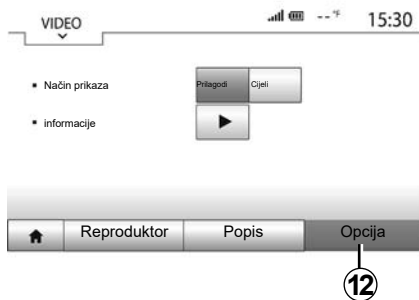 VIDEO
--°F 15:30
▪ Način prikaza
Prilagodi Cijeli
▪ informacije
Reproduktor Popis Opcija
12